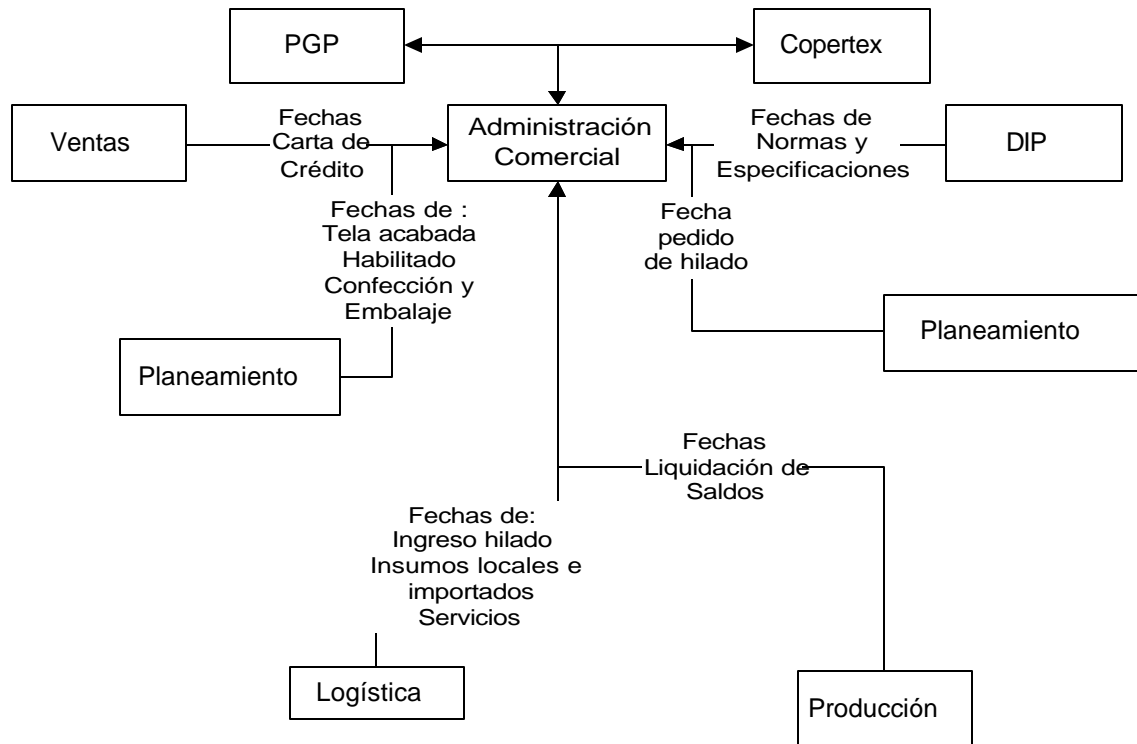 PGP
Copertex
Ventas
Fechas
Carta de
Crédito
Administración
Comercial
Fechas de
Normas y
Especificaciones
DIP
Fechas de :
Tela acabada
Habilitado
Confección y
Embalaje
Fecha
pedido
de hilado
Planeamiento
Planeamiento
Fechas
Liquidación de
Saldos
Fechas de:
Ingreso hilado
Insumos locales e
importados
Servicios
Logística
Producción